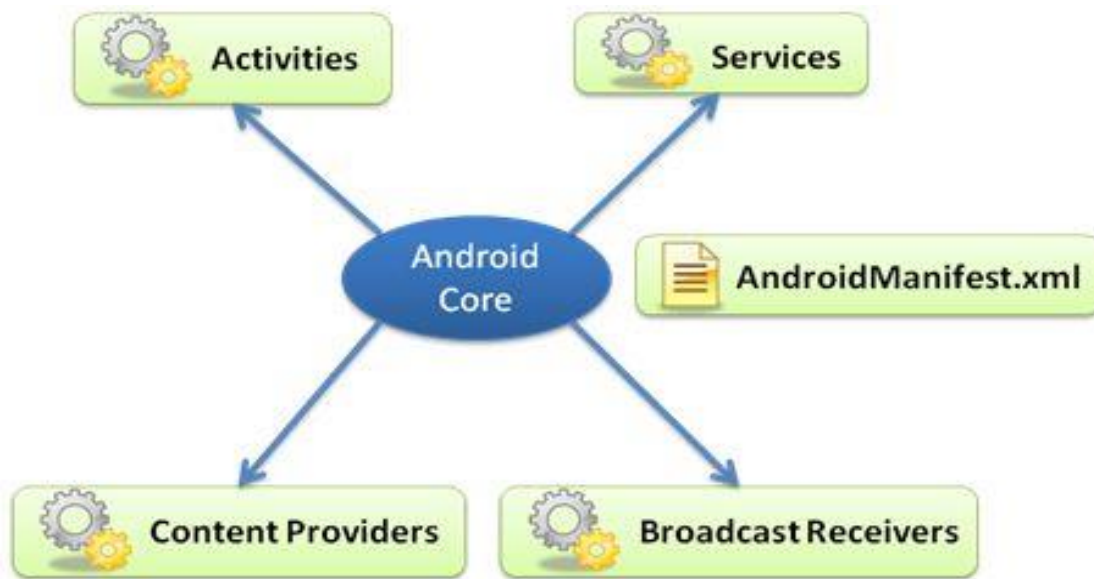 Activities
Services
Android
Core
AndroidManifest.xml
Content Providers
Broadcast Receivers